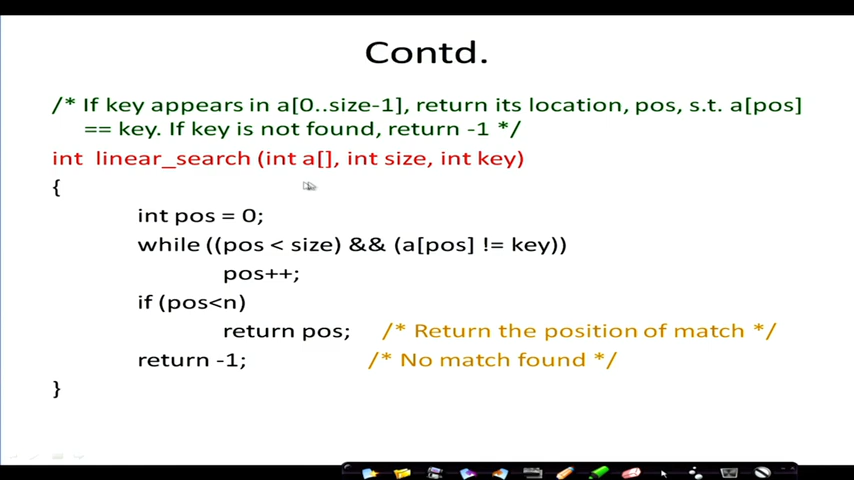 Contd.
/* If key appears in a[0..size-1], return its location, pos, s.t. a[pos]
== key. If key is not found, return -1 */
int linear_search (int a[], int size, int key)
{
int pos = 0;
while ((pos < size) && (a[pos] != key))
pos++;
if (pos<n)
return pos; /* Return the position of match */
return -1; /* No match found */
}